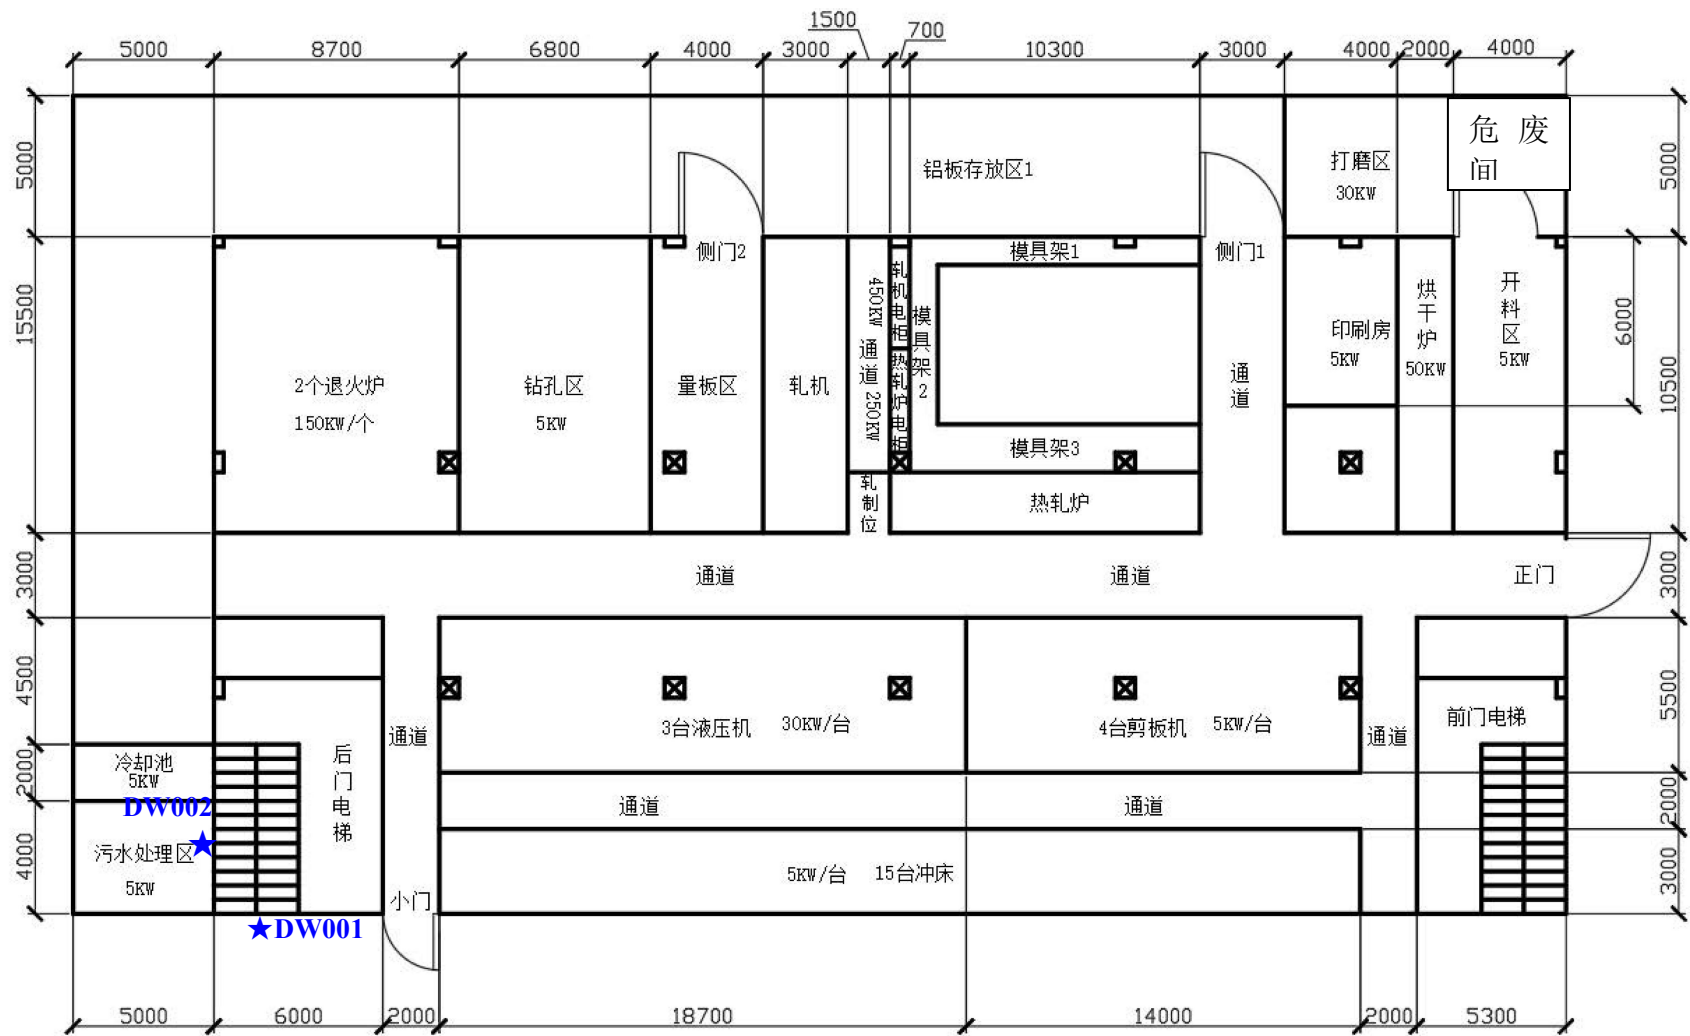 1500
700
5000
8700
6800
4000
3000
10300
3000
4000
2000
4000
5000
15500
3000
4500
2000
4000
5000
10500
6000
3000
5500
2000
3000
危 废
间
铝板存放区1
打磨区
30KW
侧门2
侧门1
模具架1
2个退火炉
150KW/个
钻孔区
5KW
量板区
轧机
450KW
通道
250KW
轧机电柜
热轧炉电柜
模具架2
模具架3
热轧炉
轧制位
通道
印刷房
5KW
烘干炉
50KW
开料区
5KW
通道
通道
正门
3台液压机
30KW/台
4台剪板机
5KW/台
前门电梯
通道
通道
后门电梯
冷却池
5KW
DW002
通道
通道
污水处理区
5KW
5KW/台
15台冲床
小门
★DW001
5000
6000
2000
18700
14000
2000
5300